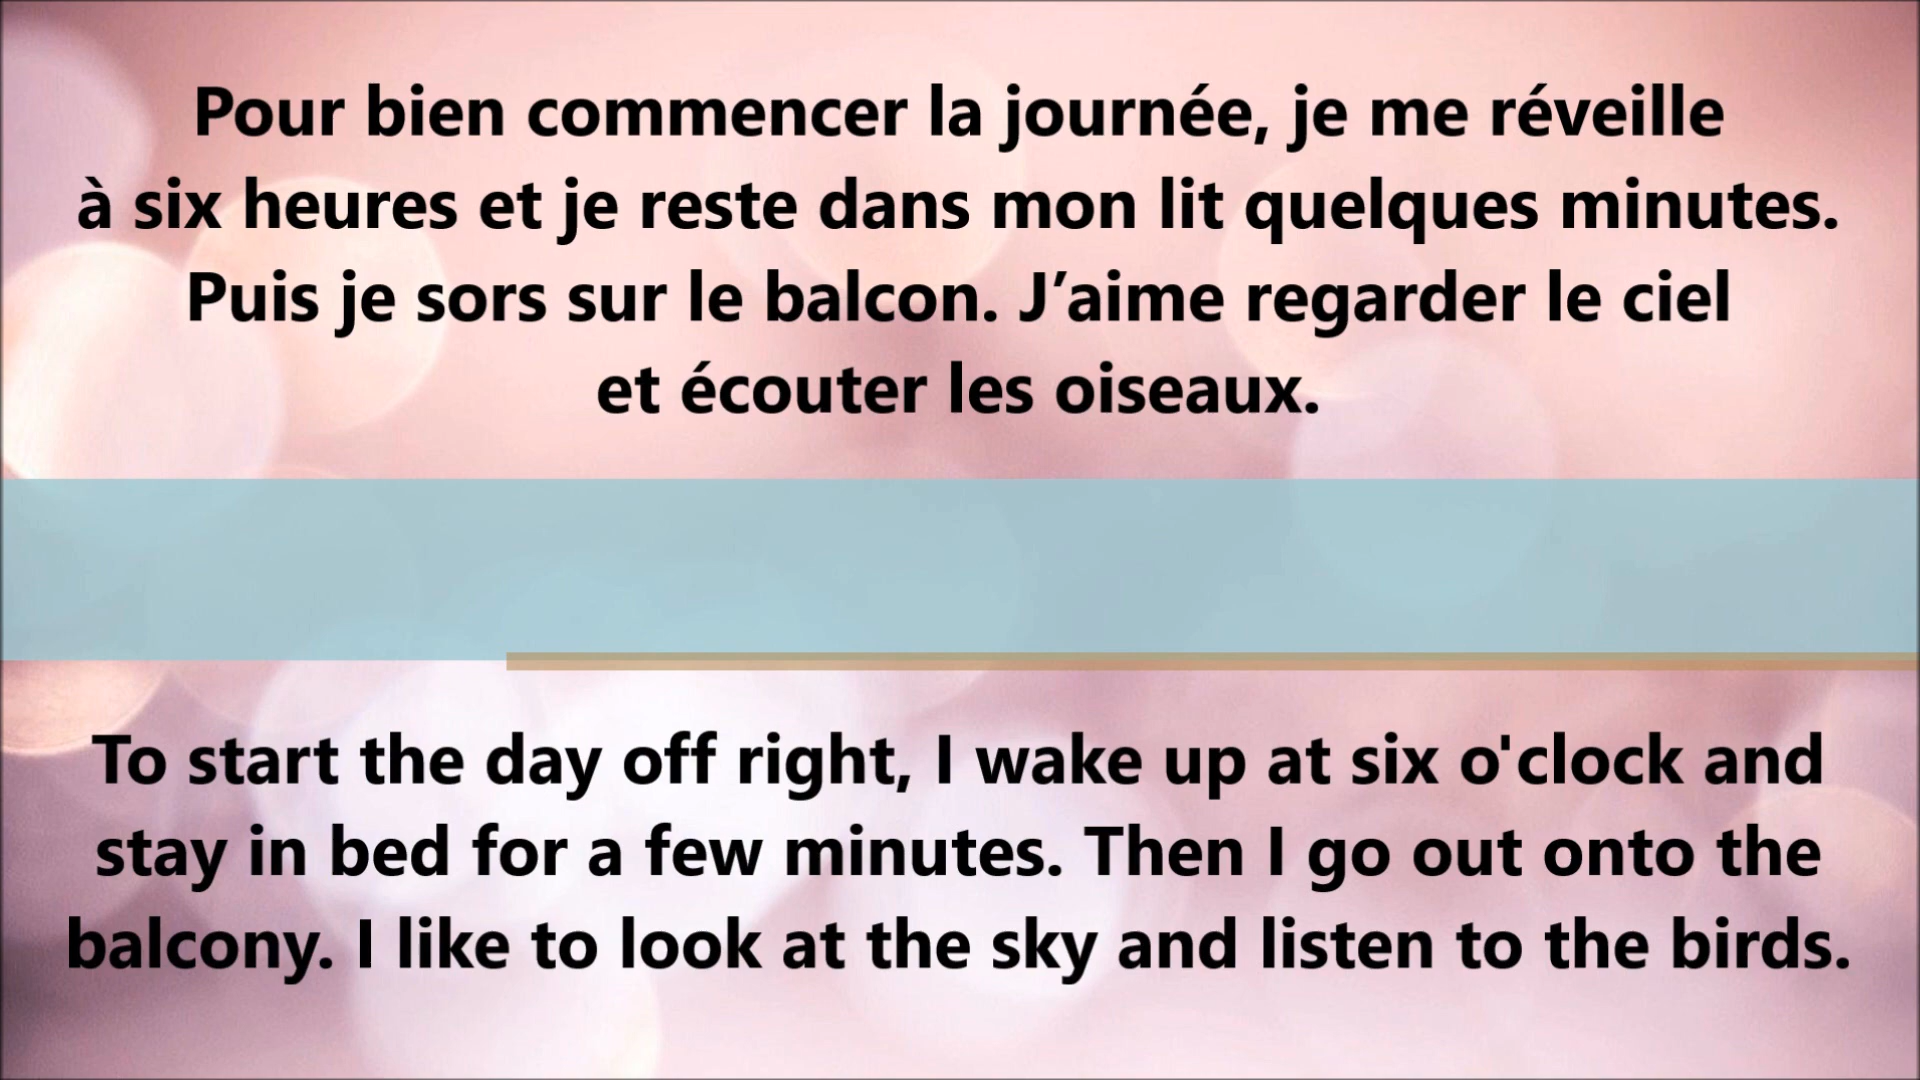 Pour bien commencer la journée, je me réveille
à six heures et je reste dans mon lit quelques minutes.
Puis je sors sur le balcon. J’aime regarder le ciel
et écouter les oiseaux.
To start the day off right, I wake up at six o'clock and
stay in bed for a few minutes. Then I go out onto the
balcony. I like to look at the sky and listen to the birds.